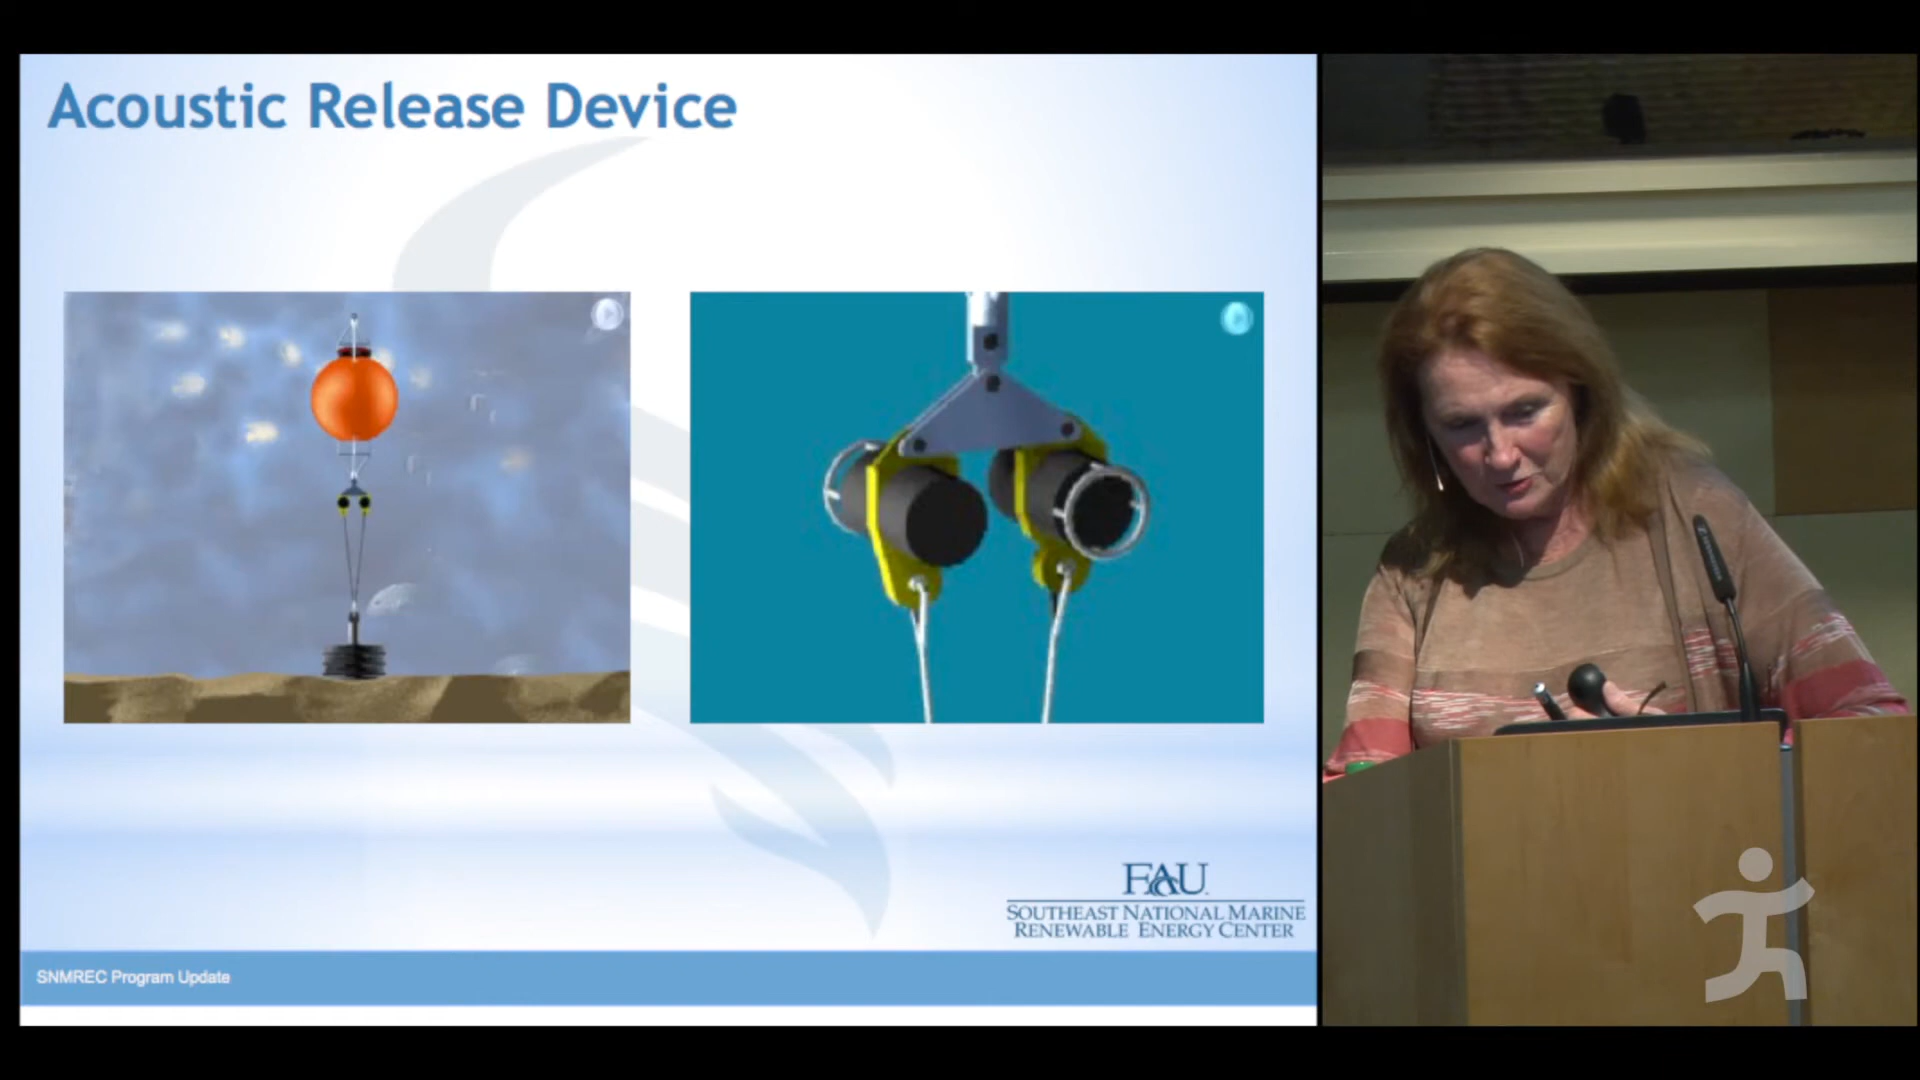 Acoustic Release Device
FAU
SOUTHEAST NATIONAL MARINE
RENEWABLE ENERGY CENTER
SNMREC Program Update